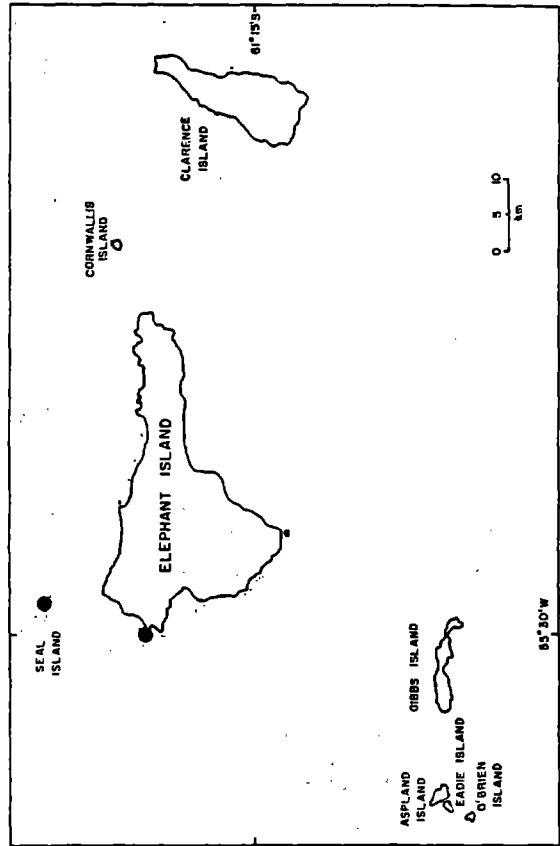 SEAL
ISLAND
ELEPHANT ISLAND
CORNWALLIS
ISLAND
CLARENCE
ISLAND
61° 15'S
ASPLAND
ISLAND
EADIE ISLAND
O'BRIEN
ISLAND
GIBBS ISLAND
55° 30'W
0 5 10
km